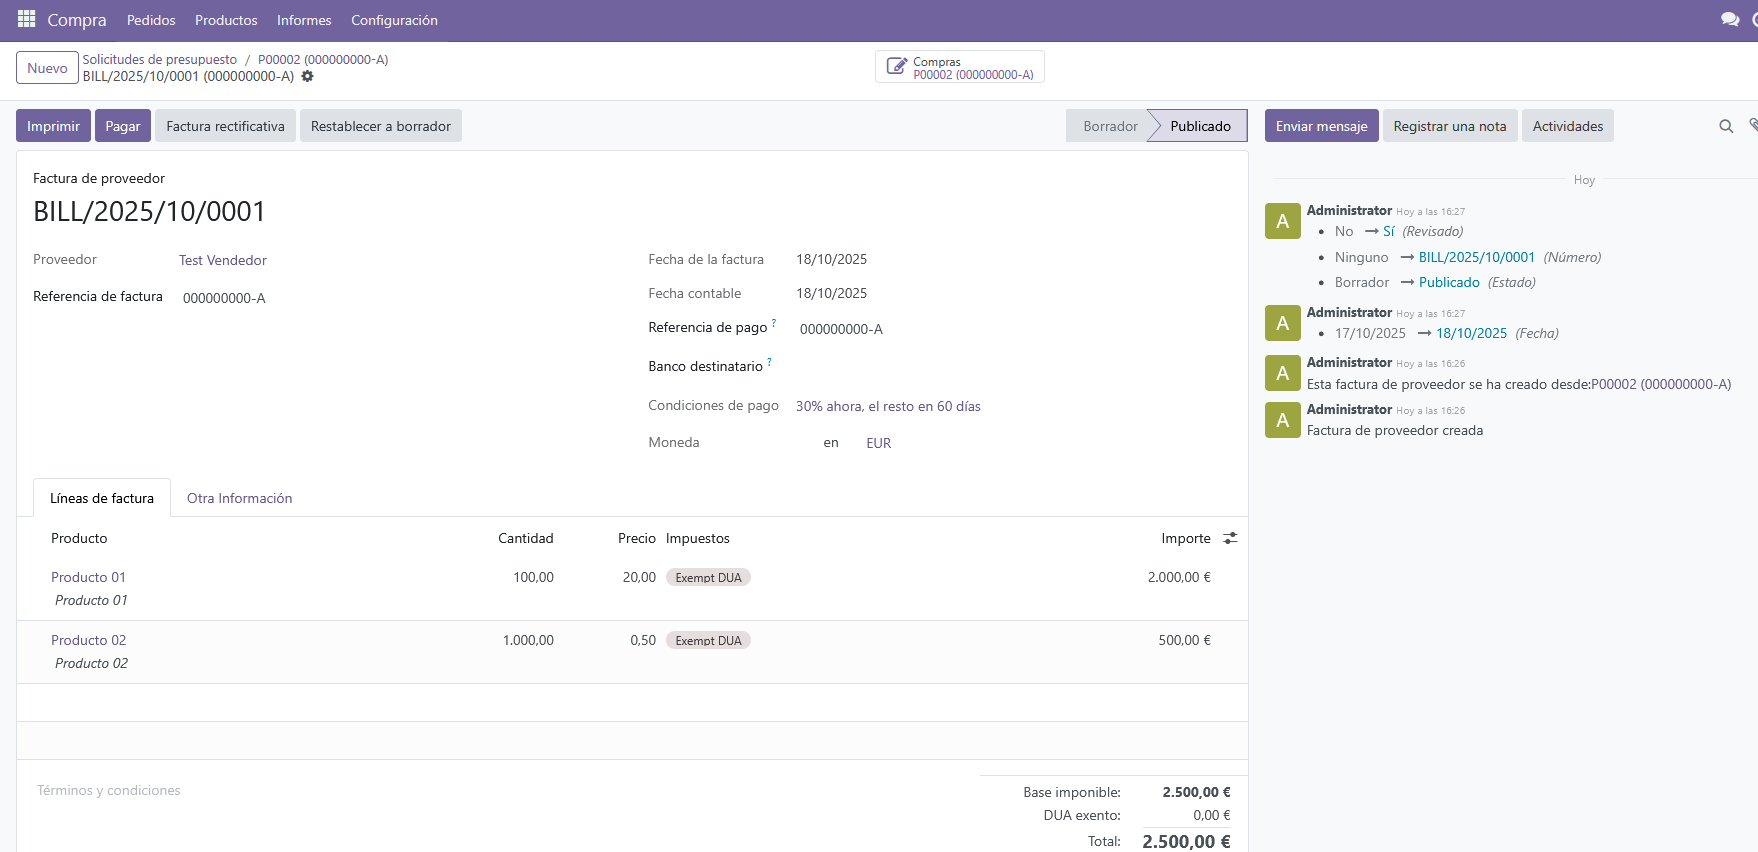 Compra Pedidos Productos Informes Configuración
Nuevo
Solicitudes de presupuesto / P00002 (000000000-A)
BILL/2025/10/0001 (000000000-A)
Compras
P00002 (000000000-A)
Imprimir Pagar Factura rectificativa Restablecer a borrador
Borrador Publicado
Enviar mensaje Registrar una nota Actividades
Factura de proveedor
BILL/2025/10/0001
Proveedor Test Vendedor
Referencia de factura 000000000-A
Fecha de la factura 18/10/2025
Fecha contable 18/10/2025
Referencia de pago ? 000000000-A
Banco destinatario ?
Condiciones de pago 30% ahora, el resto en 60 días
Moneda en EUR
Líneas de factura Otra Información
Producto Cantidad Precio Impuestos Importe
Producto 01 100,00 20,00 Exempt DUA 2.000,00 €
Producto 01
Producto 02 1.000,00 0,50 Exempt DUA 500,00 €
Producto 02
Términos y condiciones
Base imponible: 2.500,00 €
DUA exento: 0,00 €
Total: 2.500,00 €
Hoy
A
Administrator Hoy a las 16:27
• No → Sí (Revisado)
• Ninguno → BILL/2025/10/0001 (Número)
• Borrador → Publicado (Estado)
A
Administrator Hoy a las 16:27
• 17/10/2025 → 18/10/2025 (Fecha)
A
Administrator Hoy a las 16:26
Esta factura de proveedor se ha creado desde:P00002 (000000000-A)
A
Administrator Hoy a las 16:26
Factura de proveedor creada